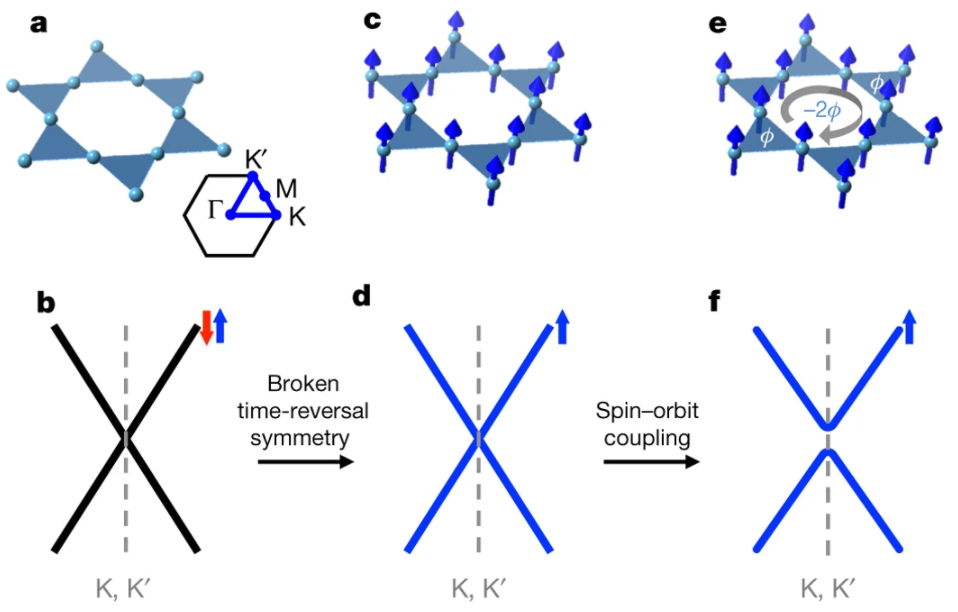 a
c
e
K′
M
Γ
K
ϕ
–2ϕ
ϕ
b
d
f
Broken
time-reversal
symmetry
Spin–orbit
coupling
K, K′
K, K′
K, K′